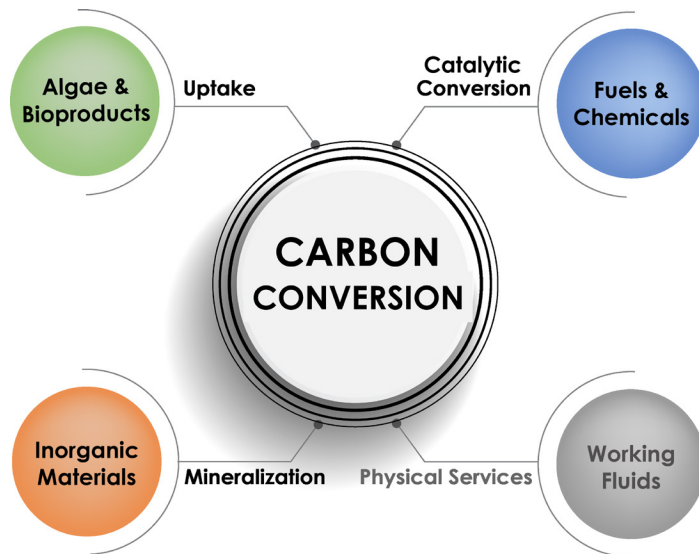 Algae &
Bioproducts
Uptake
Catalytic
Conversion
Fuels &
Chemicals
CARBON
CONVERSION
Inorganic
Materials
Mineralization
Physical Services
Working
Fluids